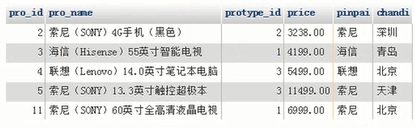 pro_id pro_name protype_id price pinpai chandi
2 索尼（SONY）4G手机（黑色） 2 3238.00 索尼 深圳
3 海信（Hisense）55英寸智能电视 1 4199.00 海信 青岛
4 联想（Lenovo）14.0英寸笔记本电脑 3 5499.00 联想 北京
5 索尼（SONY）13.3英寸触控超极本 3 11499.00 索尼 天津
11 索尼（SONY）60英寸全高清液晶电视 1 6999.00 索尼 北京